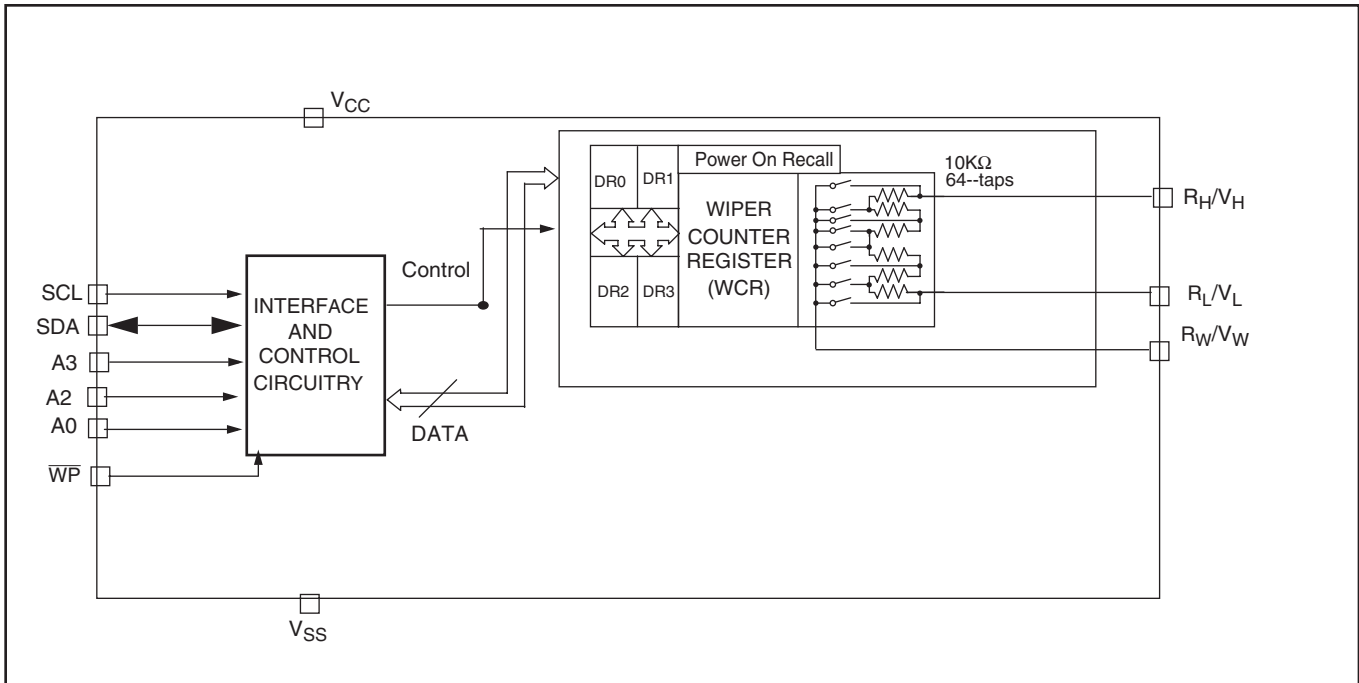 VCC
Power On Recall
10KΩ
64--taps
DR0
DR1
RH/VH
WIPER
COUNTER
REGISTER
(WCR)
Control
DR2
DR3
SCL
SDA
A3
A2
A0
WP
INTERFACE
AND
CONTROL
CIRCUITRY
RL/VL
RW/VW
DATA
VSS